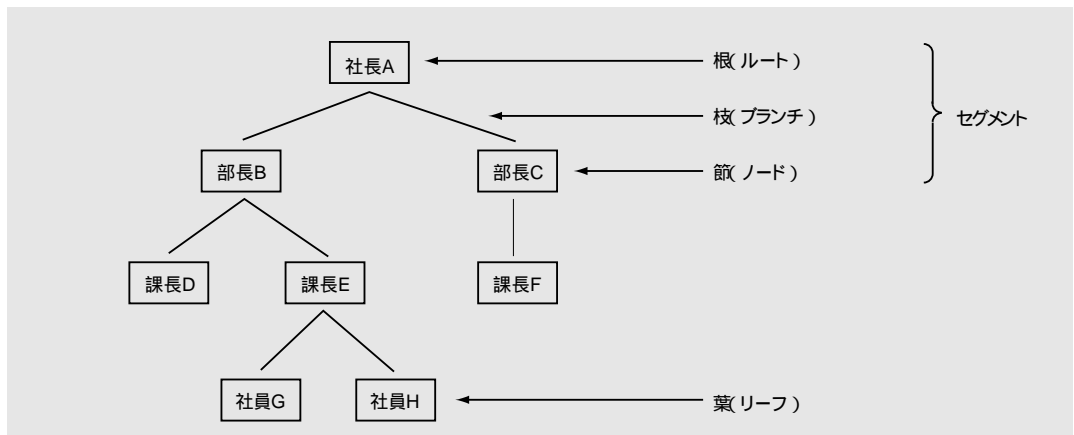 社長A
根(ルート)
枝(ブランチ)
セグメント
部長B
部長C
節(ノード)
課長D
課長E
課長F
社員G
社員H
葉(リーフ)